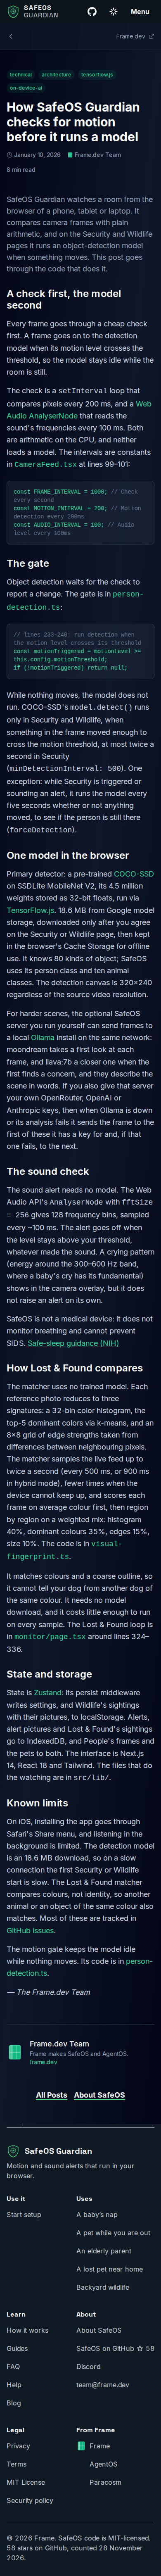 SAFEOS
GUARDIAN
Menu
Frame.dev
technical
architecture
tensorflow.js
on-device-ai
How SafeOS Guardian
checks for motion
before it runs a model
January 10, 2026
Frame.dev Team
8 min read
SafeOS Guardian watches a room from the
browser of a phone, tablet or laptop. It
compares camera frames with plain
arithmetic, and on the Security and Wildlife
pages it runs an object-detection model
when something moves. This post goes
through the code that does it.
A check first, the model
second
Every frame goes through a cheap check
first. A frame goes on to the detection
model when its motion level crosses the
threshold, so the model stays idle while the
room is still.
The check is a setInterval loop that
compares pixels every 200 ms, and a Web
Audio AnalyserNode that reads the
sound's frequencies every 100 ms. Both
are arithmetic on the CPU, and neither
loads a model. The intervals are constants
in CameraFeed.tsx at lines 99–101:
const FRAME_INTERVAL = 1000; // Check
every second
const MOTION_INTERVAL = 200; // Motion
detection every 200ms
const AUDIO_INTERVAL = 100; // Audio
level every 100ms
The gate
Object detection waits for the check to
report a change. The gate is in person-
detection.ts:
// lines 233-240: run detection when
the motion level crosses its threshold
const motionTriggered = motionLevel >=
this.config.motionThreshold;
if (!motionTriggered) return null;
While nothing moves, the model does not
run. COCO-SSD's model.detect() runs
only in Security and Wildlife, when
something in the frame moved enough to
cross the motion threshold, at most twice a
second in Security
(minDetectionInterval: 500). One
exception: while Security is triggered or
sounding an alert, it runs the model every
five seconds whether or not anything
moved, to see if the person is still there
(forceDetection).
One model in the browser
Primary detector: a pre-trained COCO-SSD
on SSDLite MobileNet V2, its 4.5 million
weights stored as 32-bit floats, run via
TensorFlow.js. 18.6 MB from Google model
storage, downloaded only after you agree
on the Security or Wildlife page, then kept
in the browser's Cache Storage for offline
use. It knows 80 kinds of object; SafeOS
uses its person class and ten animal
classes. The detection canvas is 320×240
regardless of the source video resolution.
For harder scenes, the optional SafeOS
server you run yourself can send frames to
a local Ollama install on the same network:
moondream takes a first look at each
frame, and llava:7b a closer one when the
first finds a concern, and they describe the
scene in words. If you also give that server
your own OpenRouter, OpenAI or
Anthropic keys, then when Ollama is down
or its analysis fails, it sends the frame to the
first of these it has a key for and, if that
one fails, to the next.
The sound check
The sound alert needs no model. The Web
Audio API's AnalyserNode with fftSize
= 256 gives 128 frequency bins, sampled
every ~100 ms. The alert goes off when
the level stays above your threshold,
whatever made the sound. A crying pattern
(energy around the 300–600 Hz band,
where a baby's cry has its fundamental)
shows in the camera overlay, but it does
not raise an alert on its own.
SafeOS is not a medical device: it does not
monitor breathing and cannot prevent
SIDS. Safe-sleep guidance (NIH)
How Lost & Found compares
The matcher uses no trained model. Each
reference photo reduces to three
signatures: a 32-bin color histogram, the
top-5 dominant colors via k-means, and an
8×8 grid of edge strengths taken from
differences between neighbouring pixels.
The matcher samples the live feed up to
twice a second (every 500 ms, or 900 ms
in hybrid mode), fewer times when the
device cannot keep up, and scores each
frame on average color first, then region
by region on a weighted mix: histogram
40%, dominant colours 35%, edges 15%,
size 10%. The code is in visual-
fingerprint.ts.
It matches colours and a coarse outline, so
another dog of the same coat may trip it,
and a costume change hides the one you
are looking for. It needs no model
download, and it costs little enough to run
on every sample. The Lost & Found loop is
in monitor/page.tsx around lines 324–
336.
State and storage
State is Zustand: its persist middleware
writes settings, and Wildlife's sightings
with their pictures, to localStorage. Alerts,
alert pictures and Lost & Found's sightings
go to IndexedDB, and People's frames and
the pets in them. The interface is Next.js
14, React 18 and Tailwind. The files that do
the watching are in src/lib/.
Known limits
On iOS, installing the app goes through
Safari's Share menu, and listening in the
background is limited. The detection model
is an 18.6 MB download, so on a slow
connection the first Security or Wildlife
start is slow. The Lost & Found matcher
compares colours, not identity, so another
animal or person of the same colour also
matches. Most of these are tracked in
GitHub issues.
The motion gate keeps the model idle
while nothing moves. Its code is in person-
detection.ts.
— The Frame.dev Team
Frame.dev Team
Frame makes SafeOS and AgentOS.
frame.dev
All Posts
About SafeOS
SafeOS Guardian
Motion and sound alerts that run in your
browser.
Use it
Start setup
Uses
A baby's nap
A pet while you are out
An elderly parent
A lost pet near home
Backyard wildlife
Learn
How it works
Guides
FAQ
Help
Blog
About
About SafeOS
SafeOS on GitHub ☆ 58
Discord
team@frame.dev
Legal
Privacy
Terms
MIT License
Security policy
From Frame
Frame
AgentOS
Paracosm
© 2026 Frame. SafeOS code is MIT-licensed.
58 stars on GitHub, counted 28 November
2026.